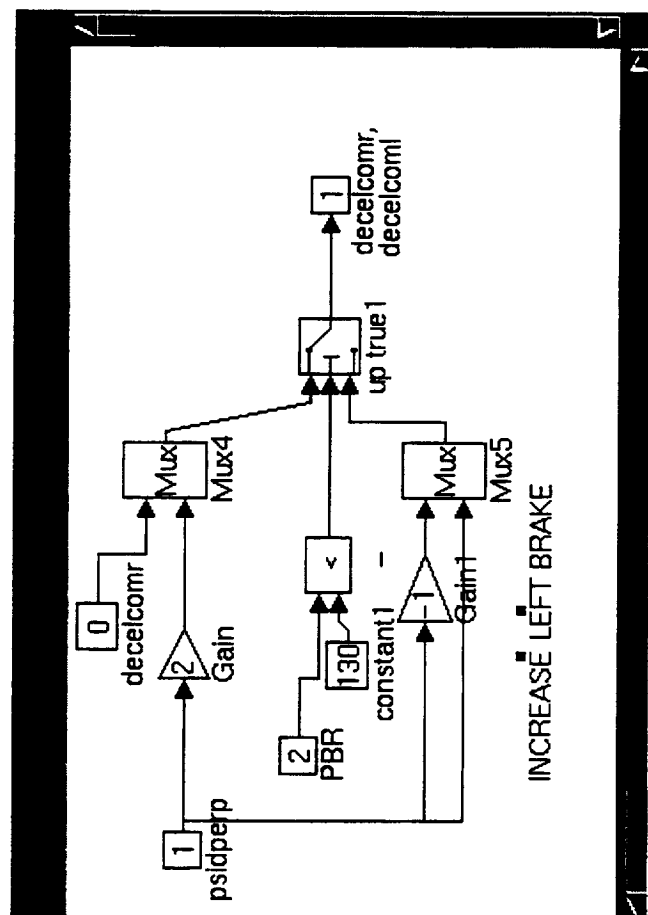 1
psidperp
2
Gain
0
decelcomr
Mux
Mux4
2
PBR
130
constant1
<
-1
Gain1
Mux
Mux5
up true1
1
decelcomr,
decelcoml
INCREASE LEFT BRAKE